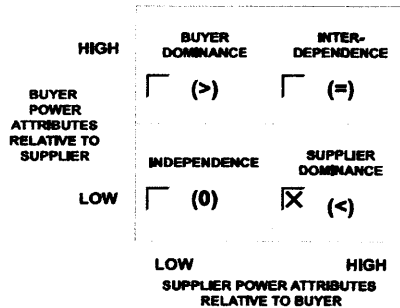 HIGH
BUYER
DOMINANCE
(>)
INTER-
DEPENDENCE
(=)
BUYER
POWER
ATTRIBUTES
RELATIVE TO
SUPPLIER
INDEPENDENCE
(0)
SUPPLIER
DOMINANCE
(<)
LOW
LOW
HIGH
SUPPLIER POWER ATTRIBUTES
RELATIVE TO BUYER